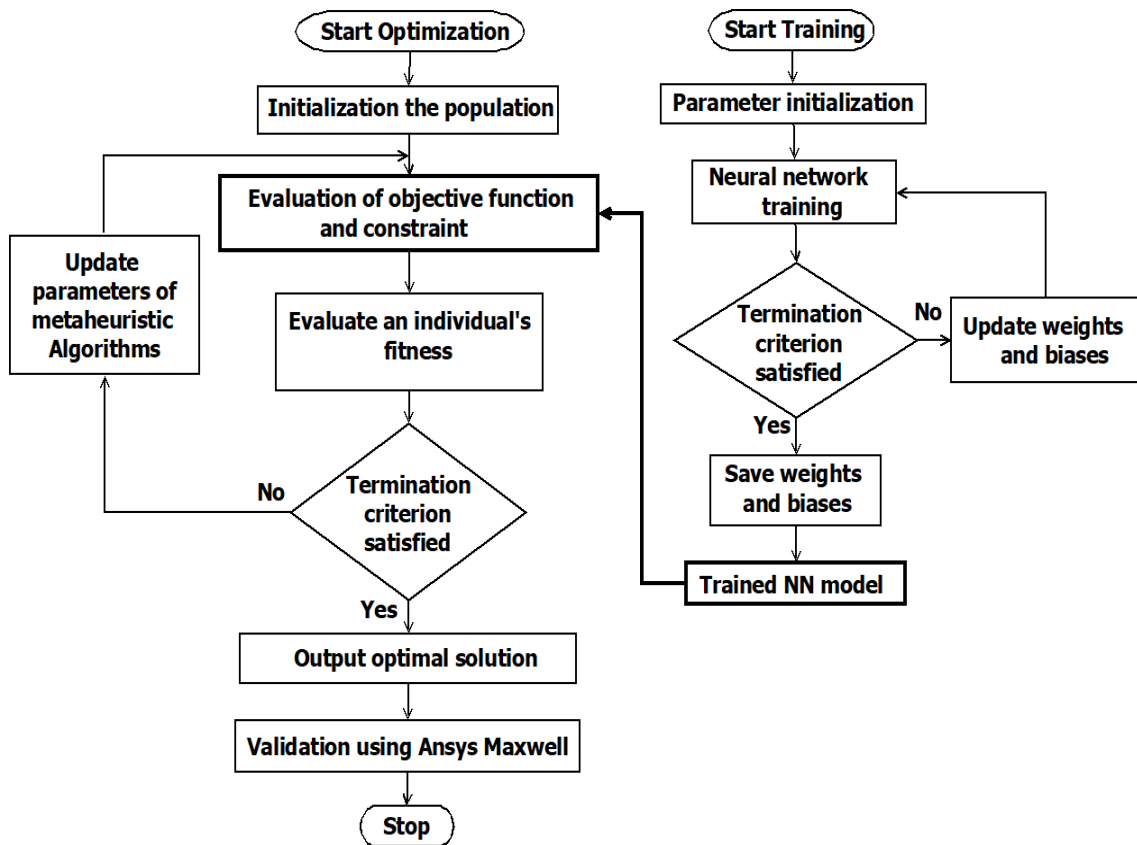 Start Optimization
Initialization the population
Evaluation of objective function
and constraint
Update
parameters of
metaheuristic
Algorithms
Evaluate an individual's
fitness
No
Termination
criterion
satisfied
Yes
Output optimal solution
Validation using Ansys Maxwell
Stop
Start Training
Parameter initialization
Neural network
training
Termination
criterion
satisfied
No
Update weights
and biases
Yes
Save weights
and biases
Trained NN model